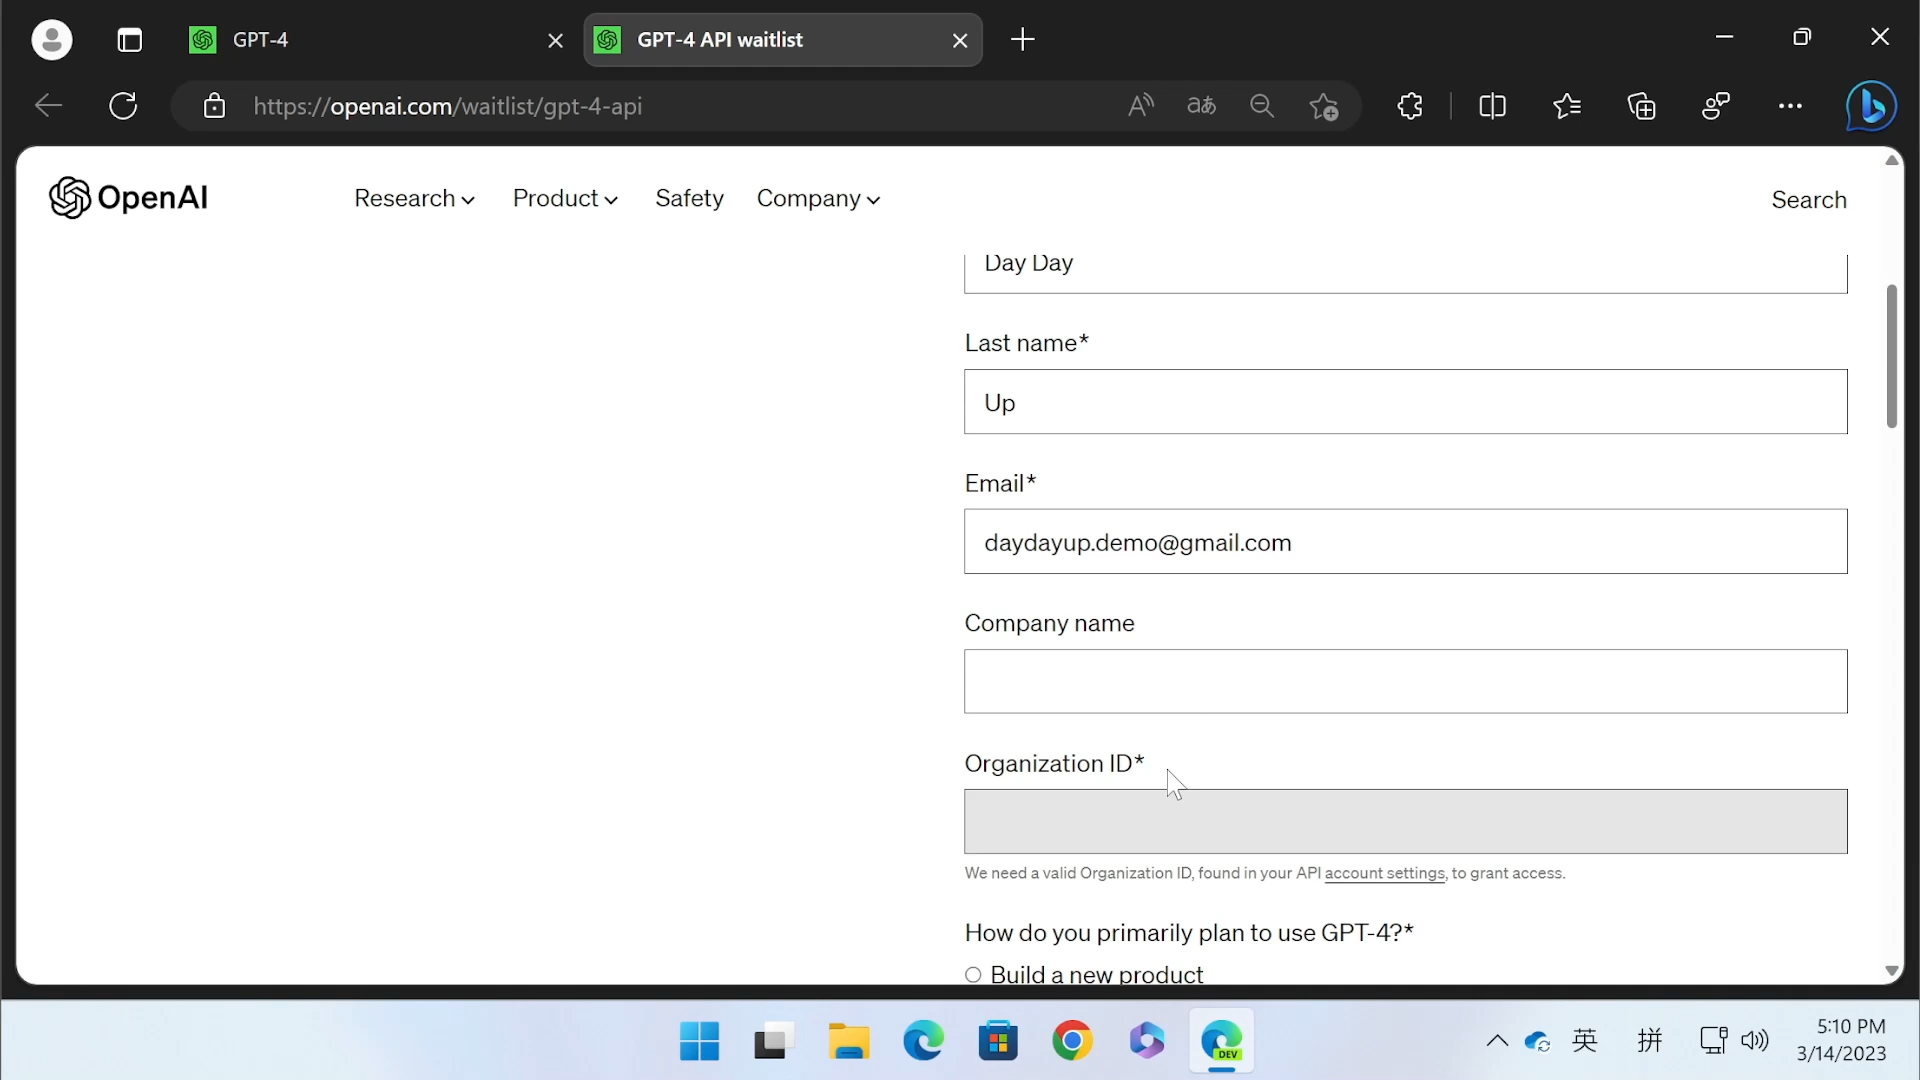 GPT-4
GPT-4 API waitlist
https://openai.com/waitlist/gpt-4-api
OpenAI
Research
Product
Safety
Company
Search
Day Day
Last name*
Up
Email*
daydayup.demo@gmail.com
Company name
Organization ID*
We need a valid Organization ID, found in your API account settings, to grant access.
How do you primarily plan to use GPT-4?*
Build a new product
DEV
英
拼
5:10 PM
3/14/2023